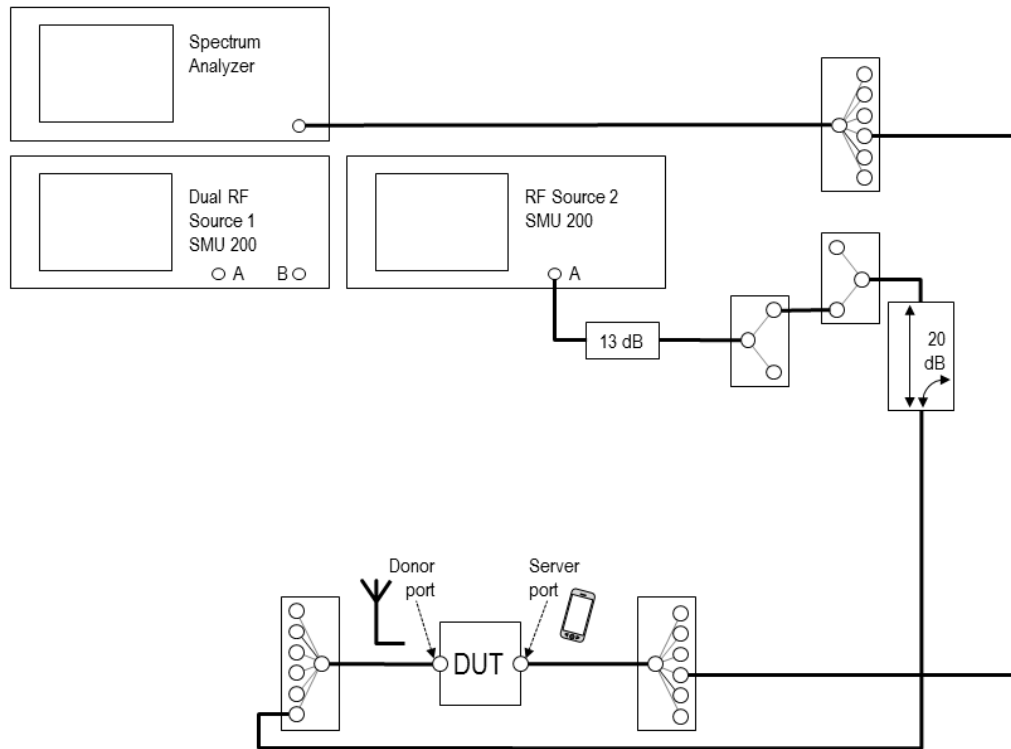 Spectrum
Analyzer
Dual RF
Source 1
SMU 200
A
B
RF Source 2
SMU 200
A
13 dB
20
dB
Donor
port
Server
port
DUT